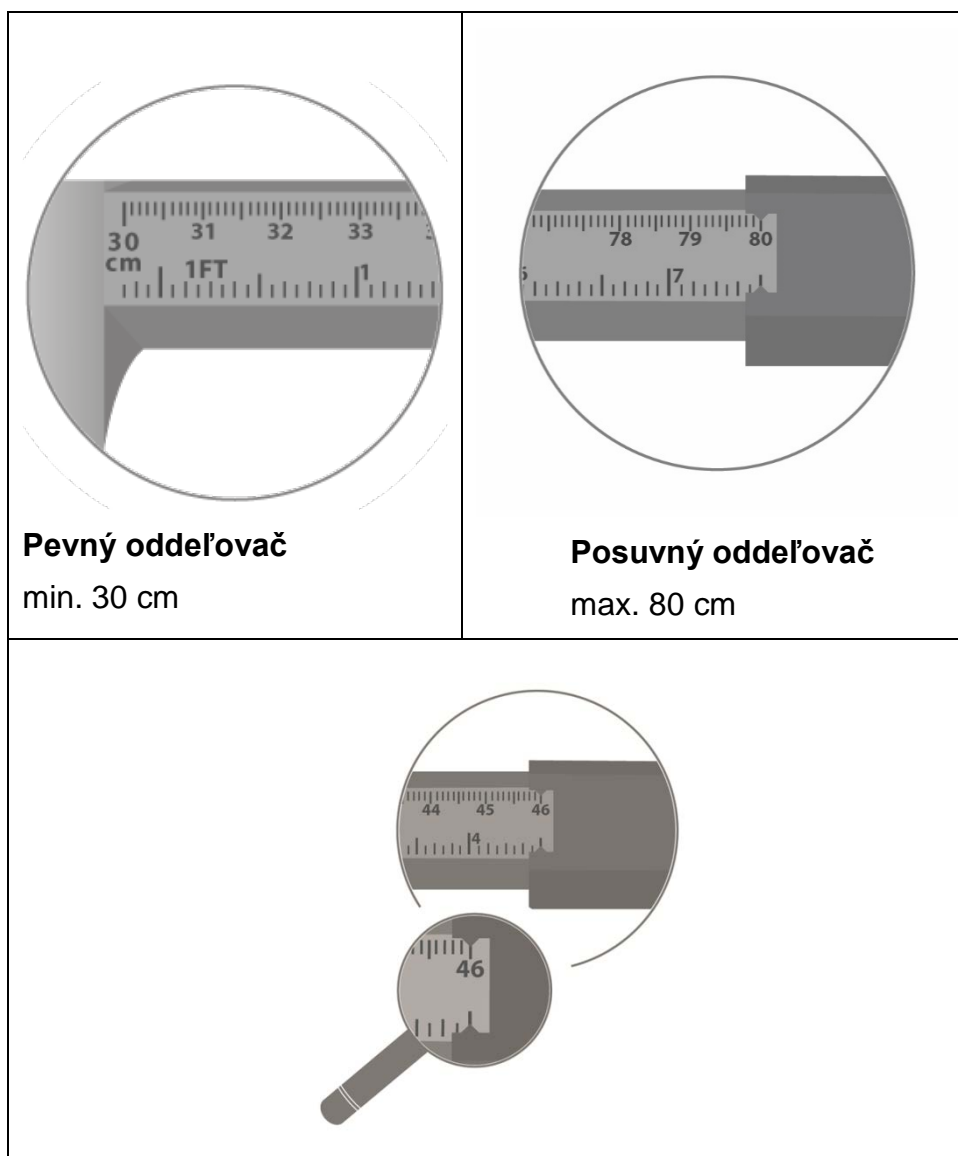 30 31 32 33
cm 1FT 1
Pevný oddeľovač
min. 30 cm
78 79 80
7
Posuvný oddeľovač
max. 80 cm
44 45 46
4
46